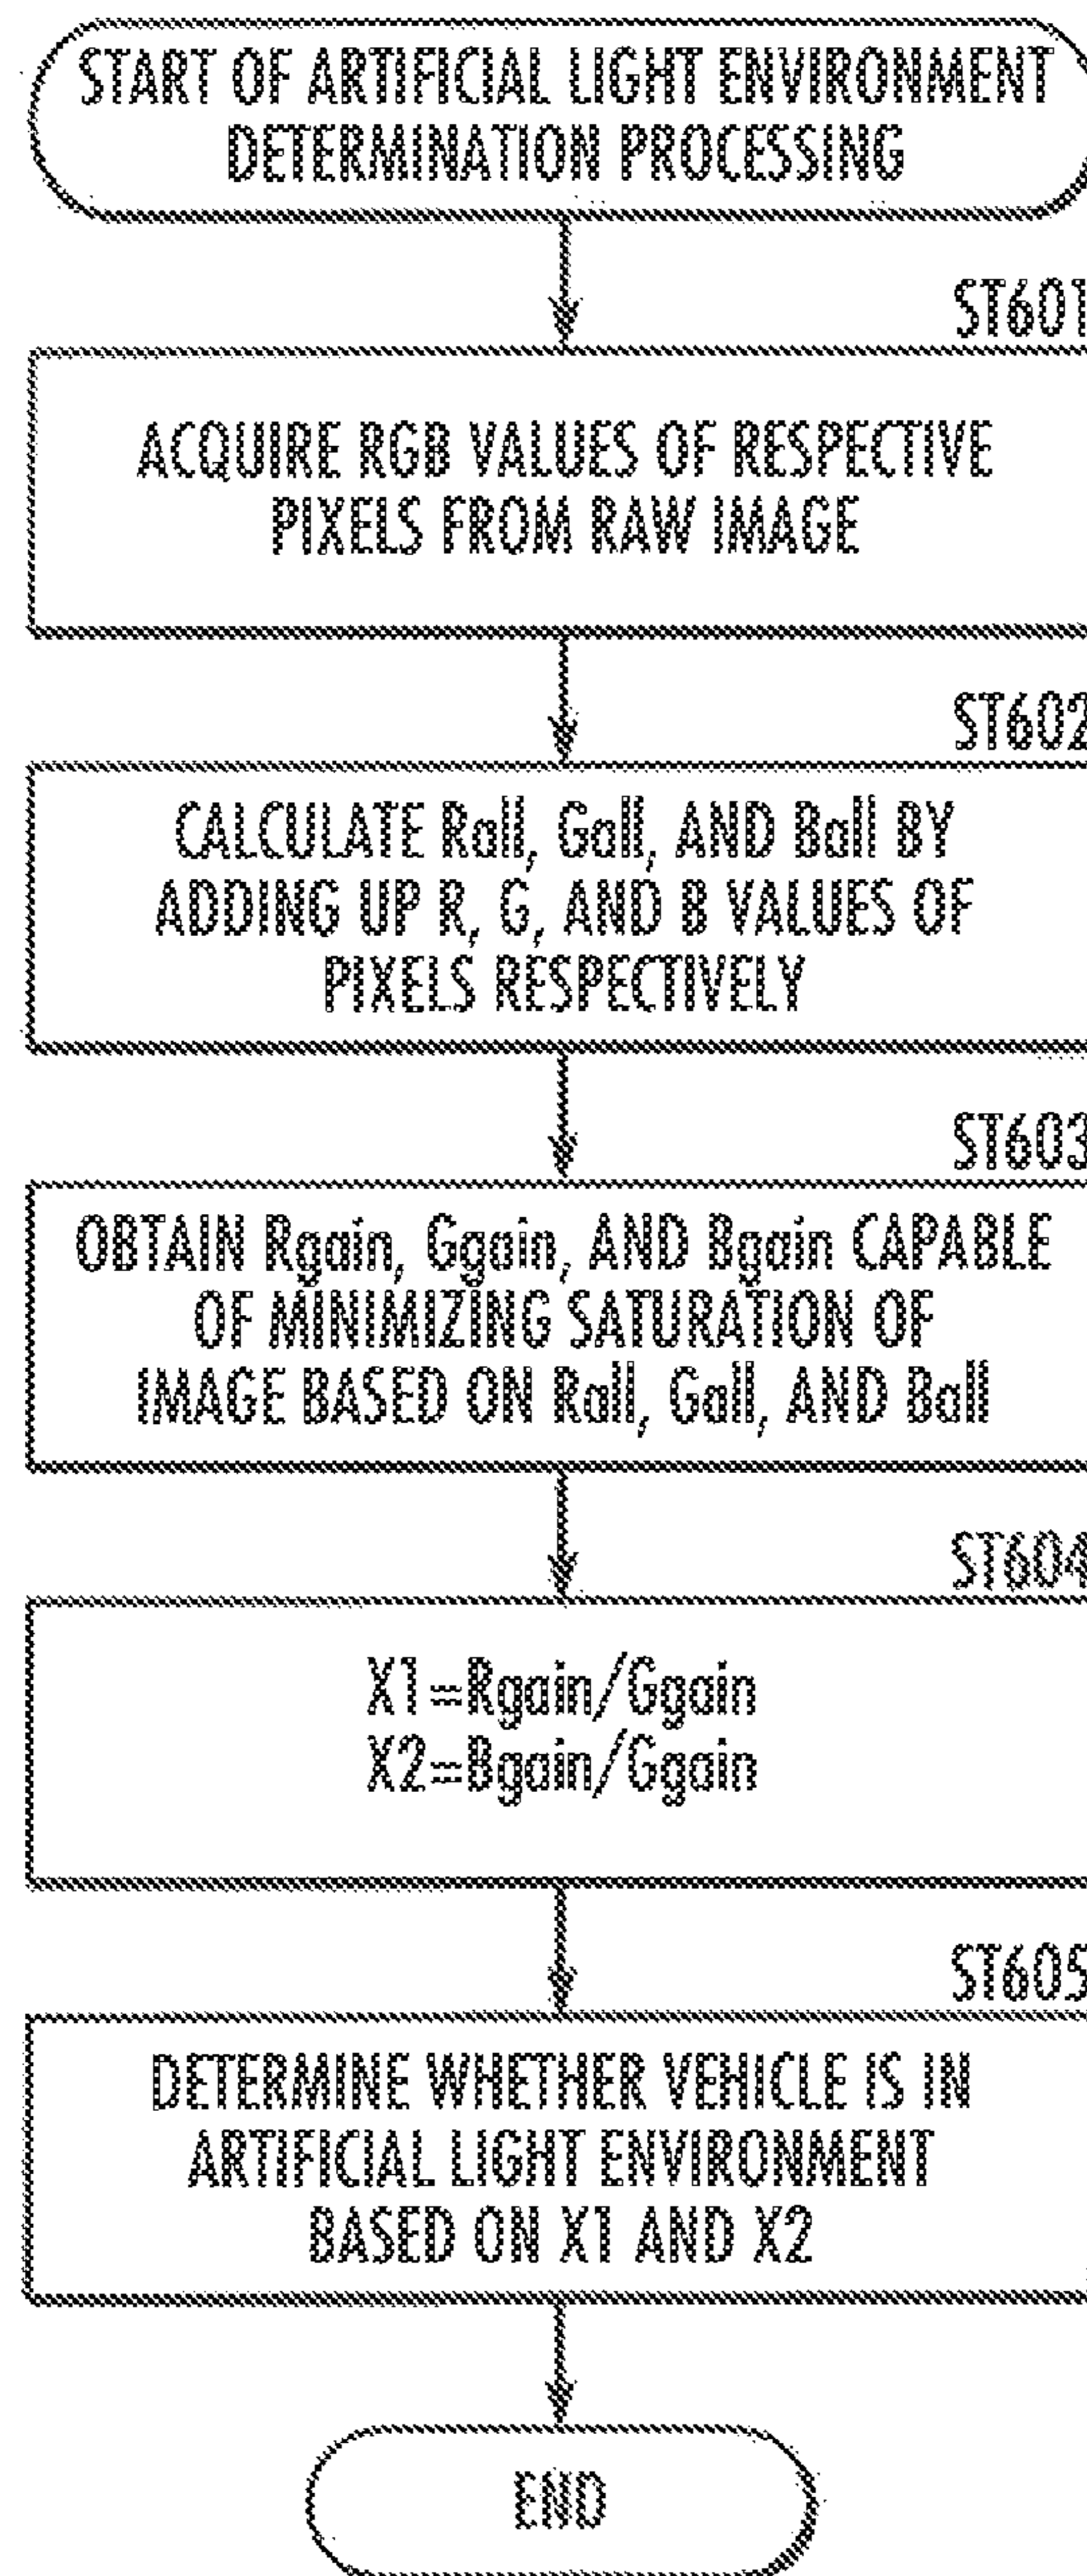 START OF ARTIFICIAL LIGHT ENVIRONMENT
DETERMINATION PROCESSING
ST601
ACQUIRE RGB VALUES OF RESPECTIVE
PIXELS FROM RAW IMAGE
ST602
CALCULATE Rall, Gall, AND Ball BY
ADDING UP R, G, AND B VALUES OF
PIXELS RESPECTIVELY
ST603
OBTAIN Rgain, Ggain, AND Bgain CAPABLE
OF MINIMIZING SATURATION OF
IMAGE BASED ON Rall, Gall, AND Ball
ST604
X1=Rgain/Ggain
X2=Bgain/Ggain
ST605
DETERMINE WHETHER VEHICLE IS IN
ARTIFICIAL LIGHT ENVIRONMENT
BASED ON X1 AND X2
END